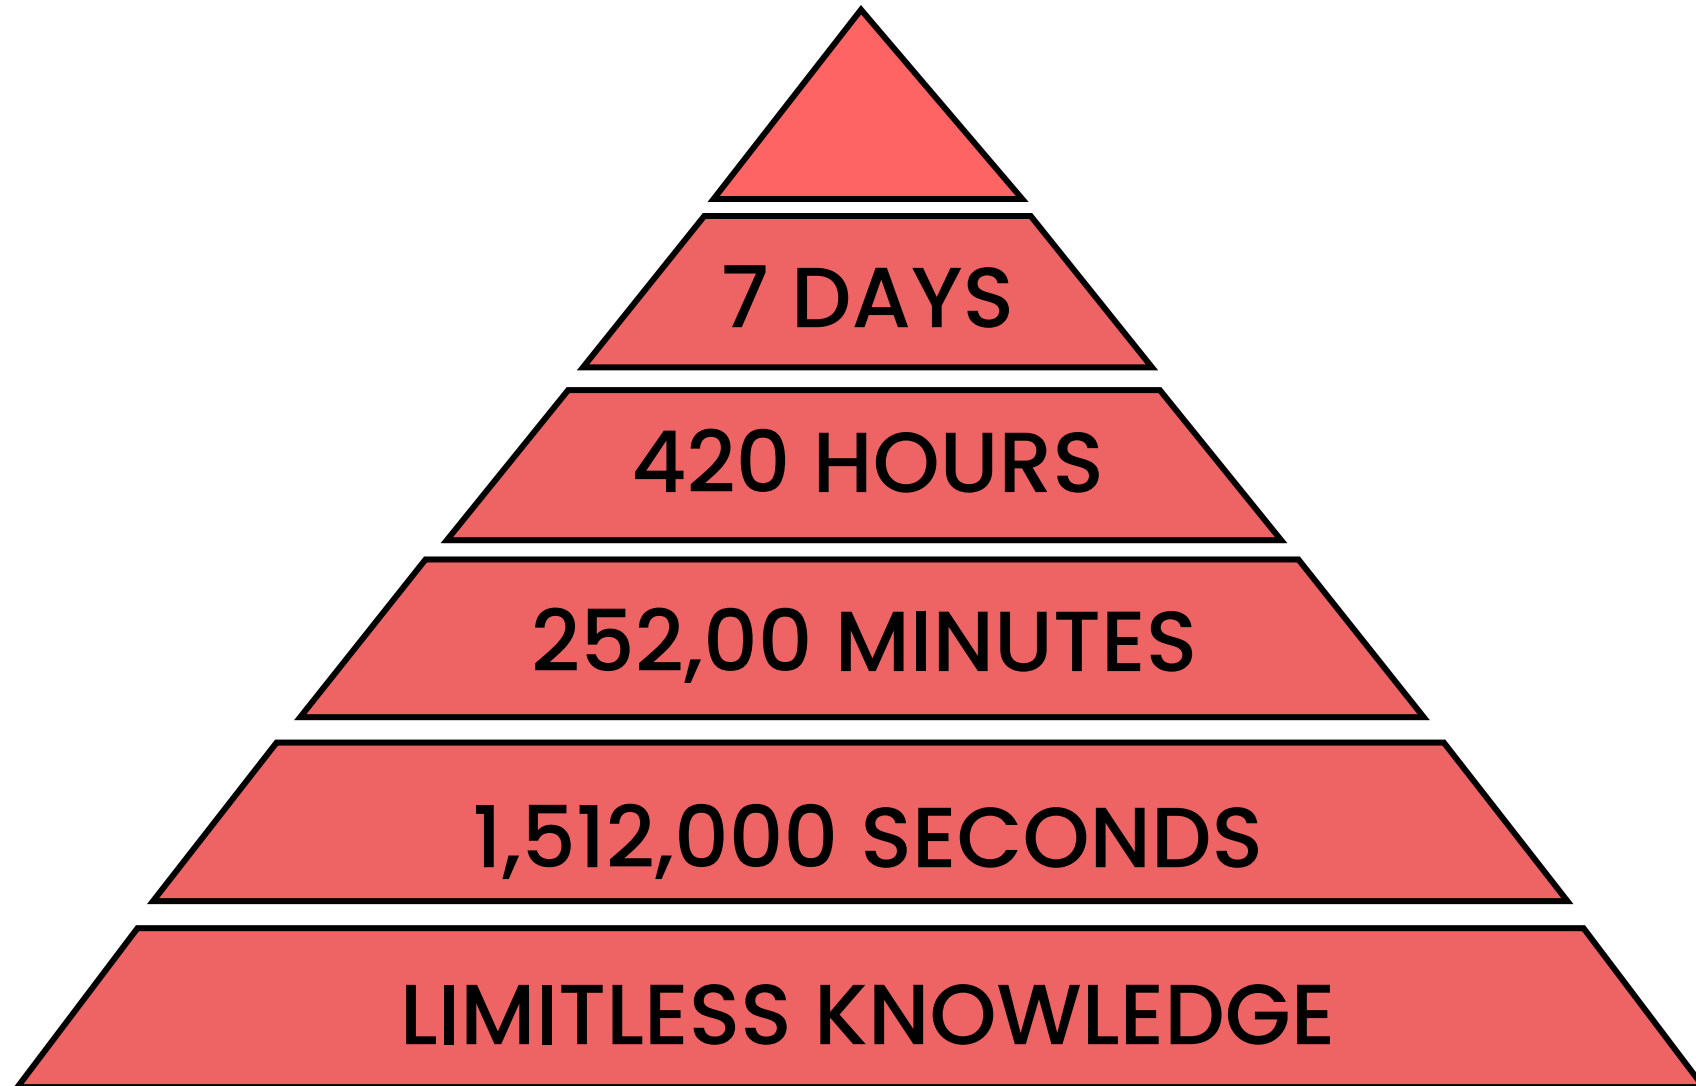 7 DAYS
420 HOURS
252,00 MINUTES
1,512,000 SECONDS
LIMITLESS KNOWLEDGE